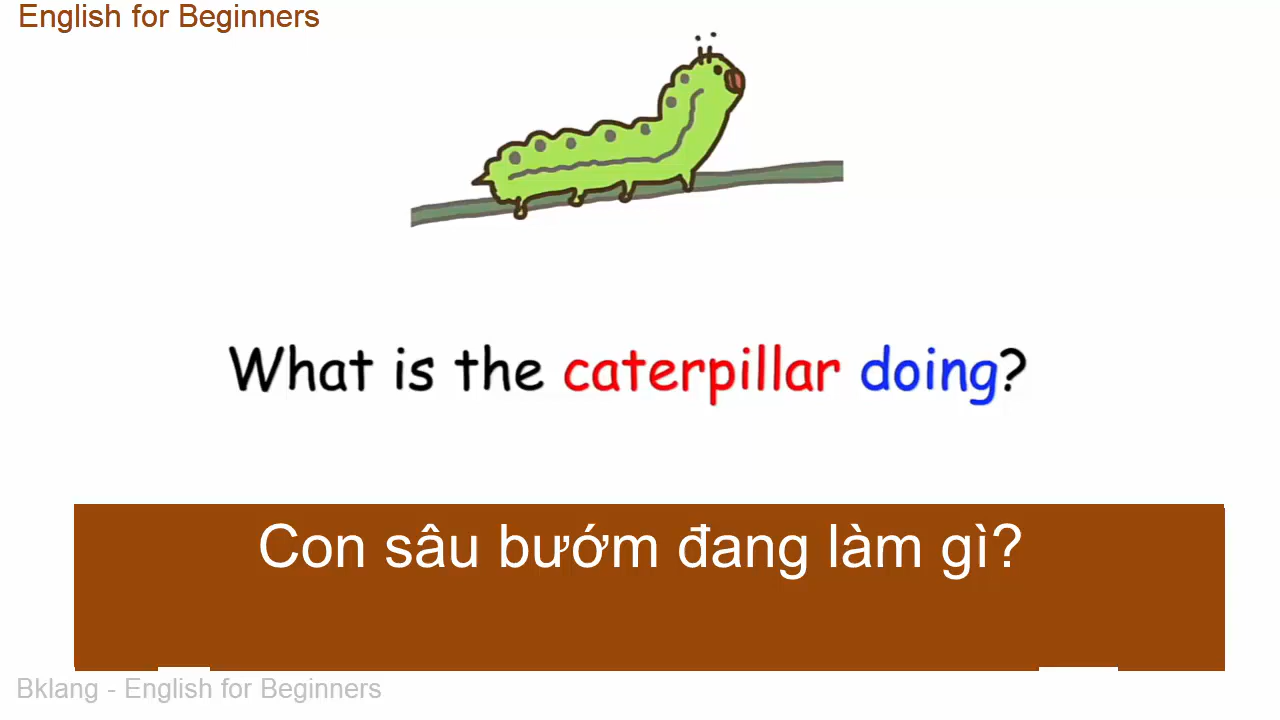 English for Beginners
What is the caterpillar doing?
Con sâu bướm đang làm gì?
Bklang - English for Beginners